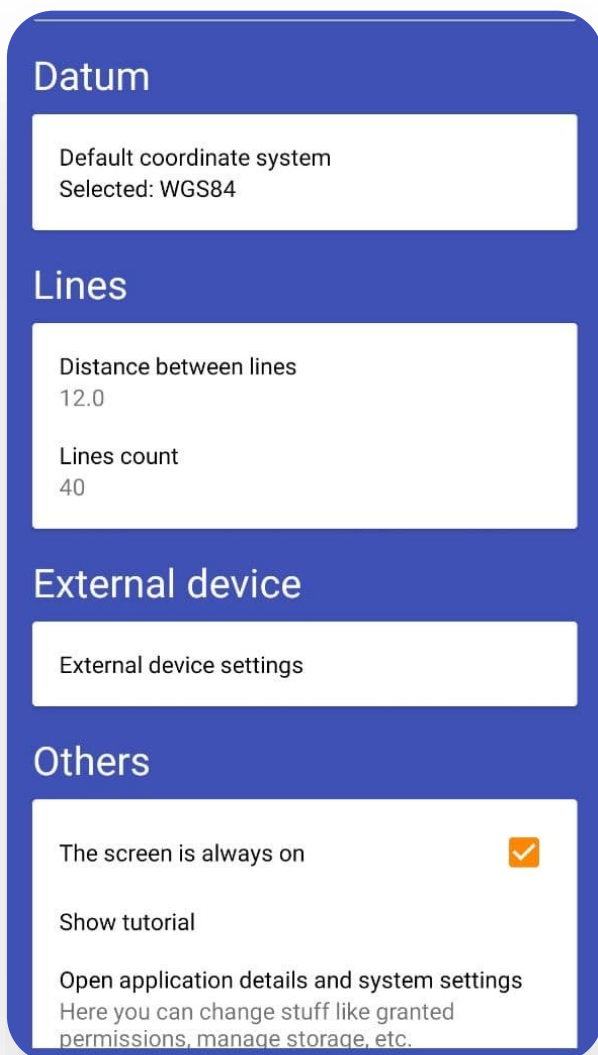 Datum
Default coordinate system
Selected: WGS84
Lines
Distance between lines
12.0
Lines count
40
External device
External device settings
Others
The screen is always on
Show tutorial
Open application details and system settings
Here you can change stuff like granted
permissions, manage storage, etc.